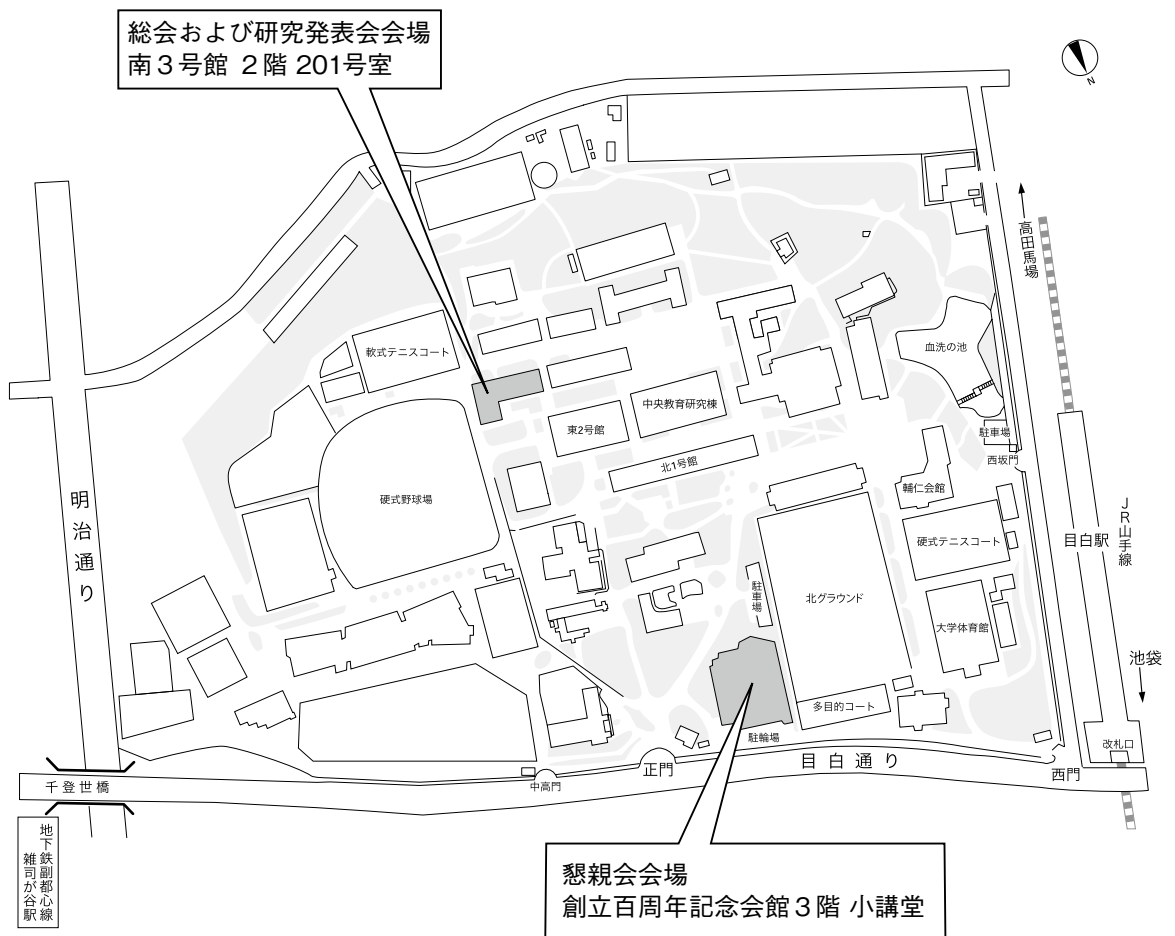 総会および研究発表会会場
南３号館 ２階 201号室
N
高田馬場
軟式テニスコート
血洗の池
中央教育研究棟
東2号館
駐車場
西坂門
北1号館
輔仁会館
硬式野球場
明治通り
JR山手線
目白駅
硬式テニスコート
駐車場
北グラウンド
大学体育館
池袋
多目的コート
駐輪場
改札口
正門
目白通り
西門
中高門
千登世橋
地下鉄副都心線
雑司が谷駅
懇親会会場
創立百周年記念会館３階 小講堂